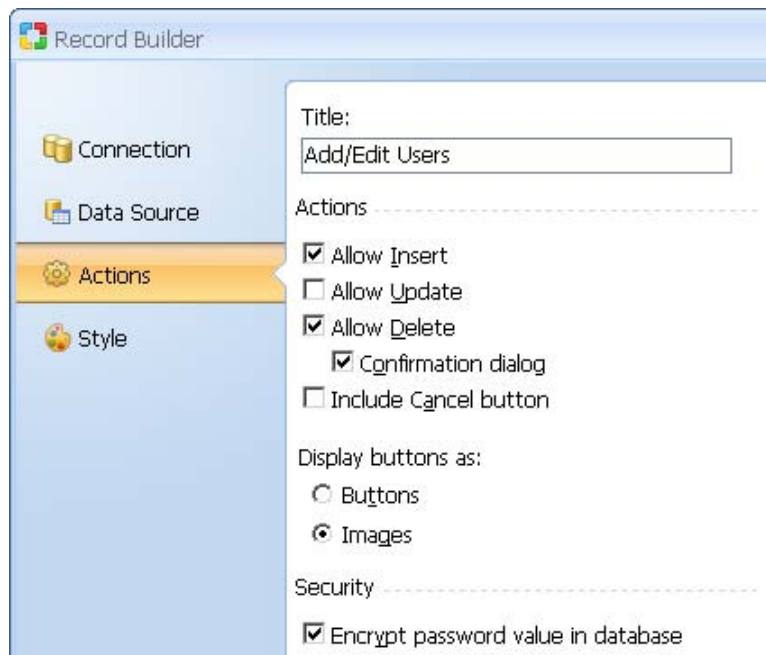 Record Builder
Connection
Data Source
Actions
Style
Title:
Add/Edit Users
Actions
Allow Insert
Allow Update
Allow Delete
Confirmation dialog
Include Cancel button
Display buttons as:
Buttons
Images
Security
Encrypt password value in database